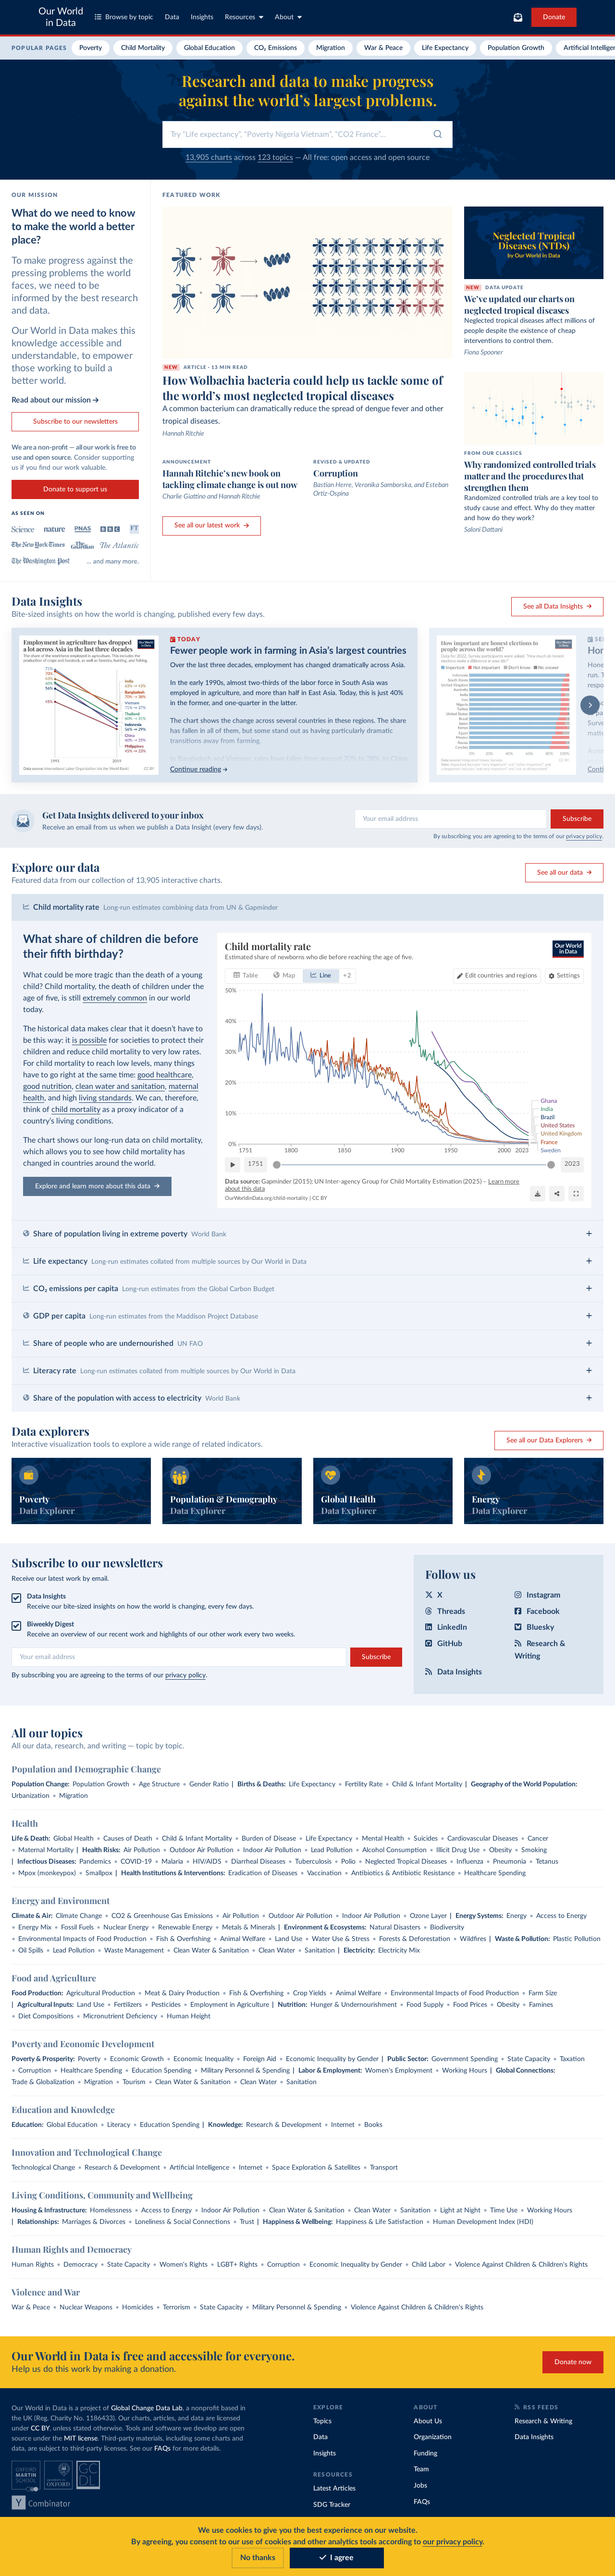 Our World
in Data
Browse by topic
Data
Insights
Resources
About
Donate
POPULAR PAGES
Poverty
Child Mortality
Global Education
CO₂ Emissions
Migration
War & Peace
Life Expectancy
Population Growth
Artificial Intelligen
Research and data to make progress
against the world's largest problems.
Try "Life expectancy", "Poverty Nigeria Vietnam", "CO2 France"...
13,905 charts across 123 topics — All free: open access and open source
OUR MISSION
What do we need to know to make the world a better place?
To make progress against the pressing problems the world faces, we need to be informed by the best research and data.
Our World in Data makes this knowledge accessible and understandable, to empower those working to build a better world.
Read about our mission →
Subscribe to our newsletters
We are a non-profit — all our work is free to use and open source. Consider supporting us if you find our work valuable.
Donate to support us
AS SEEN ON
Science nature PNAS BBC FT
The New York Times The Guardian The Atlantic
The Washington Post ... and many more.
FEATURED WORK
NEW ARTICLE - 13 MIN READ
How Wolbachia bacteria could help us tackle some of the world's most neglected tropical diseases
A common bacterium can dramatically reduce the spread of dengue fever and other tropical diseases.
Hannah Ritchie
ANNOUNCEMENT
Hannah Ritchie's new book on tackling climate change is out now
Charlie Giattino and Hannah Ritchie
REVISED & UPDATED
Corruption
Bastian Herre, Veronika Samborska, and Esteban Ortiz-Ospina
See all our latest work →
Neglected Tropical Diseases (NTDs)
by Our World in Data
NEW DATA UPDATE
We've updated our charts on neglected tropical diseases
Neglected tropical diseases affect millions of people despite the existence of cheap interventions to control them.
Fiona Spooner
FROM OUR CLASSICS
Why randomized controlled trials matter and the procedures that strengthen them
Randomized controlled trials are a key tool to study cause and effect. Why do they matter and how do they work?
Saloni Dattani
Data Insights
Bite-sized insights on how the world is changing, published every few days.
See all Data Insights →
Employment in agriculture has dropped a lot across Asia in the last three decades
TODAY
Fewer people work in farming in Asia's largest countries
Over the last three decades, employment has changed dramatically across Asia.
In the early 1990s, almost two-thirds of the labor force in South Asia was employed in agriculture, and more than half in East Asia. Today, this is just 40% in the former, and one-quarter in the latter.
The chart shows the change across several countries in these regions. The share has fallen in all of them, but some stand out as having particularly dramatic transitions away from farming.
Continue reading →
How important are honest elections to people across the world?
Get Data Insights delivered to your inbox
Receive an email from us when we publish a Data Insight (every few days).
Your email address
Subscribe
By subscribing you are agreeing to the terms of our privacy policy.
Explore our data
Featured data from our collection of 13,905 interactive charts.
See all our data →
Child mortality rate Long-run estimates combining data from UN & Gapminder
What share of children die before their fifth birthday?
What could be more tragic than the death of a young child? Child mortality, the death of children under the age of five, is still extremely common in our world today.
The historical data makes clear that it doesn't have to be this way: it is possible for societies to protect their children and reduce child mortality to very low rates. For child mortality to reach low levels, many things have to go right at the same time: good healthcare, good nutrition, clean water and sanitation, maternal health, and high living standards. We can, therefore, think of child mortality as a proxy indicator of a country's living conditions.
The chart shows our long-run data on child mortality, which allows you to see how child mortality has changed in countries around the world.
Explore and learn more about this data →
Child mortality rate
Estimated share of newborns who die before reaching the age of five.
Our World
in Data
Table Map Line +2
Edit countries and regions
Settings
50%
40%
30%
20%
10%
0%
1751 1800 1850 1900 1950 2000 2023
Ghana
India
Brazil
United States
United Kingdom
France
Sweden
1751
2023
Data source: Gapminder (2015); UN Inter-agency Group for Child Mortality Estimation (2025) – Learn more about this data
OurWorldinData.org/child-mortality | CC BY
Share of population living in extreme poverty World Bank
Life expectancy Long-run estimates collated from multiple sources by Our World in Data
CO₂ emissions per capita Long-run estimates from the Global Carbon Budget
GDP per capita Long-run estimates from the Maddison Project Database
Share of people who are undernourished UN FAO
Literacy rate Long-run estimates collated from multiple sources by Our World in Data
Share of the population with access to electricity World Bank
Data explorers
Interactive visualization tools to explore a wide range of related indicators.
See all our Data Explorers →
Poverty
Data Explorer
Population & Demography
Data Explorer
Global Health
Data Explorer
Energy
Data Explorer
Subscribe to our newsletters
Receive our latest work by email.
Data Insights
Receive our bite-sized insights on how the world is changing, every few days.
Biweekly Digest
Receive an overview of our recent work and highlights of our other work every two weeks.
Your email address
Subscribe
By subscribing you are agreeing to the terms of our privacy policy.
Follow us
X
Instagram
Threads
Facebook
LinkedIn
Bluesky
GitHub
Research & Writing
Data Insights
All our topics
All our data, research, and writing — topic by topic.
Population and Demographic Change
Population Change: Population Growth • Age Structure • Gender Ratio | Births & Deaths: Life Expectancy • Fertility Rate • Child & Infant Mortality | Geography of the World Population:
Urbanization • Migration
Health
Life & Death: Global Health • Causes of Death • Child & Infant Mortality • Burden of Disease • Life Expectancy • Mental Health • Suicides • Cardiovascular Diseases • Cancer
• Maternal Mortality | Health Risks: Air Pollution • Outdoor Air Pollution • Indoor Air Pollution • Lead Pollution • Alcohol Consumption • Illicit Drug Use • Obesity • Smoking
| Infectious Diseases: Pandemics • COVID-19 • Malaria • HIV/AIDS • Diarrheal Diseases • Tuberculosis • Polio • Neglected Tropical Diseases • Influenza • Pneumonia • Tetanus
• Mpox (monkeypox) • Smallpox | Health Institutions & Interventions: Eradication of Diseases • Vaccination • Antibiotics & Antibiotic Resistance • Healthcare Spending
Energy and Environment
Climate & Air: Climate Change • CO2 & Greenhouse Gas Emissions • Air Pollution • Outdoor Air Pollution • Indoor Air Pollution • Ozone Layer | Energy Systems: Energy • Access to Energy
• Energy Mix • Fossil Fuels • Nuclear Energy • Renewable Energy • Metals & Minerals | Environment & Ecosystems: Natural Disasters • Biodiversity
• Environmental Impacts of Food Production • Fish & Overfishing • Animal Welfare • Land Use • Water Use & Stress • Forests & Deforestation • Wildfires | Waste & Pollution: Plastic Pollution
• Oil Spills • Lead Pollution • Waste Management • Clean Water & Sanitation • Clean Water • Sanitation | Electricity: Electricity Mix
Food and Agriculture
Food Production: Agricultural Production • Meat & Dairy Production • Fish & Overfishing • Crop Yields • Animal Welfare • Environmental Impacts of Food Production • Farm Size
| Agricultural Inputs: Land Use • Fertilizers • Pesticides • Employment in Agriculture | Nutrition: Hunger & Undernourishment • Food Supply • Food Prices • Obesity • Famines
• Diet Compositions • Micronutrient Deficiency • Human Height
Poverty and Economic Development
Poverty & Prosperity: Poverty • Economic Growth • Economic Inequality • Foreign Aid • Economic Inequality by Gender | Public Sector: Government Spending • State Capacity • Taxation
• Corruption • Healthcare Spending • Education Spending • Military Personnel & Spending | Labor & Employment: Women's Employment • Working Hours | Global Connections:
Trade & Globalization • Migration • Tourism • Clean Water & Sanitation • Clean Water • Sanitation
Education and Knowledge
Education: Global Education • Literacy • Education Spending | Knowledge: Research & Development • Internet • Books
Innovation and Technological Change
Technological Change • Research & Development • Artificial Intelligence • Internet • Space Exploration & Satellites • Transport
Living Conditions, Community and Wellbeing
Housing & Infrastructure: Homelessness • Access to Energy • Indoor Air Pollution • Clean Water & Sanitation • Clean Water • Sanitation • Light at Night • Time Use • Working Hours
| Relationships: Marriages & Divorces • Loneliness & Social Connections • Trust | Happiness & Wellbeing: Happiness & Life Satisfaction • Human Development Index (HDI)
Human Rights and Democracy
Human Rights • Democracy • State Capacity • Women's Rights • LGBT+ Rights • Corruption • Economic Inequality by Gender • Child Labor • Violence Against Children & Children's Rights
Violence and War
War & Peace • Nuclear Weapons • Homicides • Terrorism • State Capacity • Military Personnel & Spending • Violence Against Children & Children's Rights
Our World in Data is free and accessible for everyone.
Help us do this work by making a donation.
Donate now
Our World in Data is a project of Global Change Data Lab, a nonprofit based in the UK (Reg. Charity No. 1186433). Our charts, articles, and data are licensed under CC BY, unless stated otherwise. Tools and software we develop are open source under the MIT license. Third-party materials, including some charts and data, are subject to third-party licenses. See our FAQs for more details.
OXFORD MARTIN SCHOOL
UNIVERSITY OF OXFORD
GCDL
Y Combinator
EXPLORE
Topics
Data
Insights
RESOURCES
Latest Articles
SDG Tracker
ABOUT
About Us
Organization
Funding
Team
Jobs
FAQs
RSS FEEDS
Research & Writing
Data Insights
We use cookies to give you the best experience on our website.
By agreeing, you consent to our use of cookies and other analytics tools according to our privacy policy.
No thanks
I agree